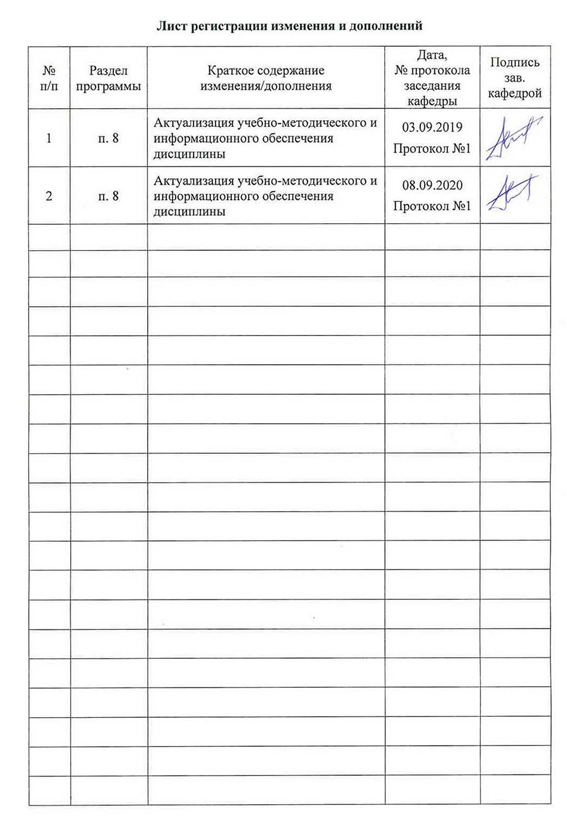 Лист регистрации изменения и дополнений
№
п/п
Раздел
программы
Краткое содержание
изменения/дополнения
Дата,
№ протокола
заседания
кафедры
Подпись
зав.
кафедрой
1
п. 8
Актуализация учебно-методического и
информационного обеспечения
дисциплины
03.09.2019
Протокол №1
2
п. 8
Актуализация учебно-методического и
информационного обеспечения
дисциплины
08.09.2020
Протокол №1